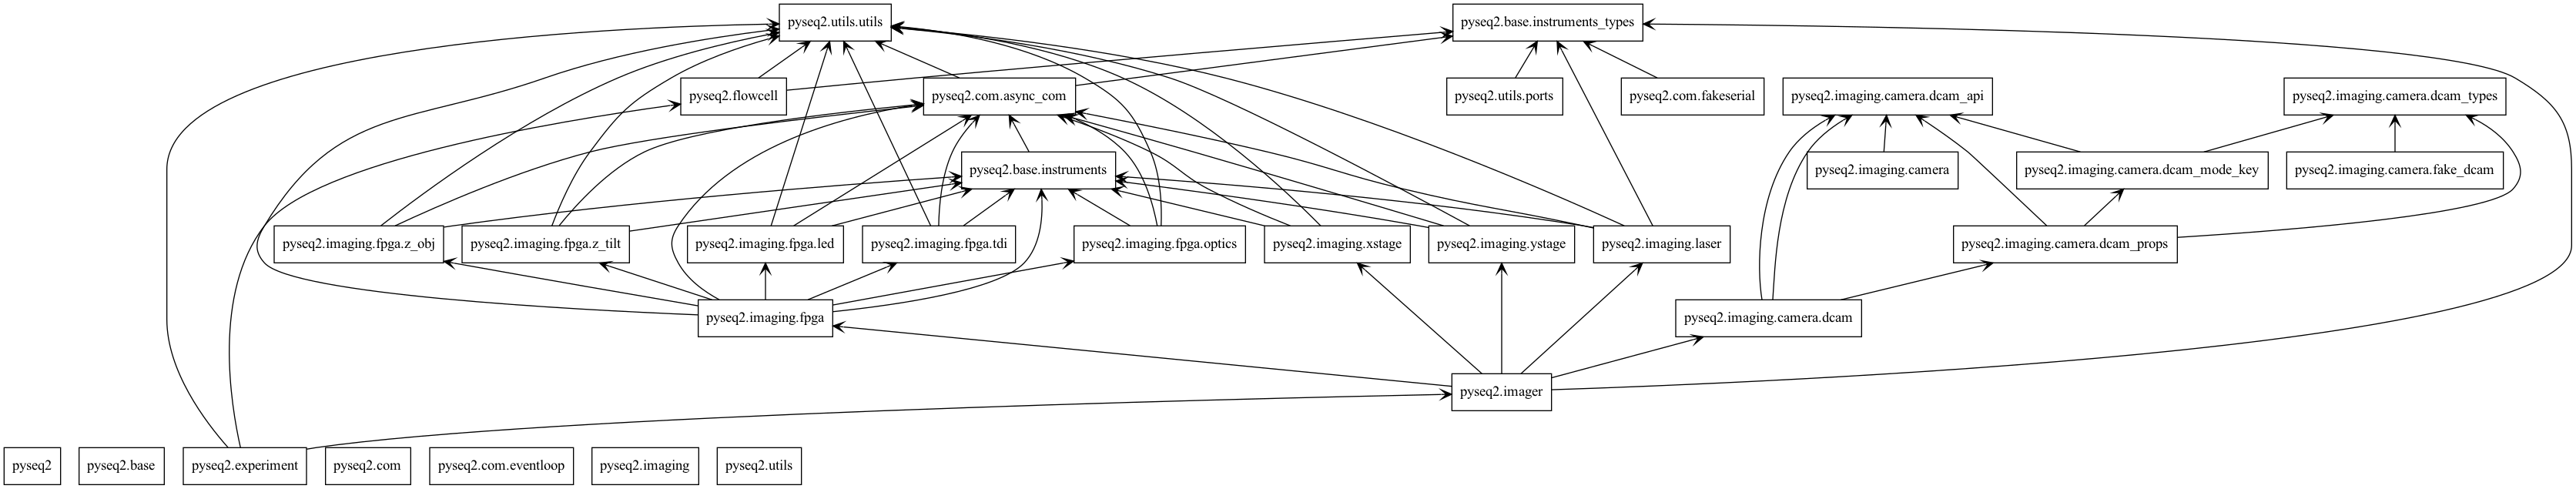 pyseq2.utils.utils
pyseq2.base.instruments_types
pyseq2.flowcell
pyseq2.com.async_com
pyseq2.utils.ports
pyseq2.com.fakeserial
pyseq2.imaging.camera.dcam_api
pyseq2.imaging.camera.dcam_types
pyseq2.base.instruments
pyseq2.imaging.camera
pyseq2.imaging.camera.dcam_mode_key
pyseq2.imaging.camera.fake_dcam
pyseq2.imaging.fpga.z_obj
pyseq2.imaging.fpga.z_tilt
pyseq2.imaging.fpga.led
pyseq2.imaging.fpga.tdi
pyseq2.imaging.fpga.optics
pyseq2.imaging.xstage
pyseq2.imaging.ystage
pyseq2.imaging.laser
pyseq2.imaging.camera.dcam_props
pyseq2.imaging.fpga
pyseq2.imaging.camera.dcam
pyseq2.imager
pyseq2
pyseq2.base
pyseq2.experiment
pyseq2.com
pyseq2.com.eventloop
pyseq2.imaging
pyseq2.utils